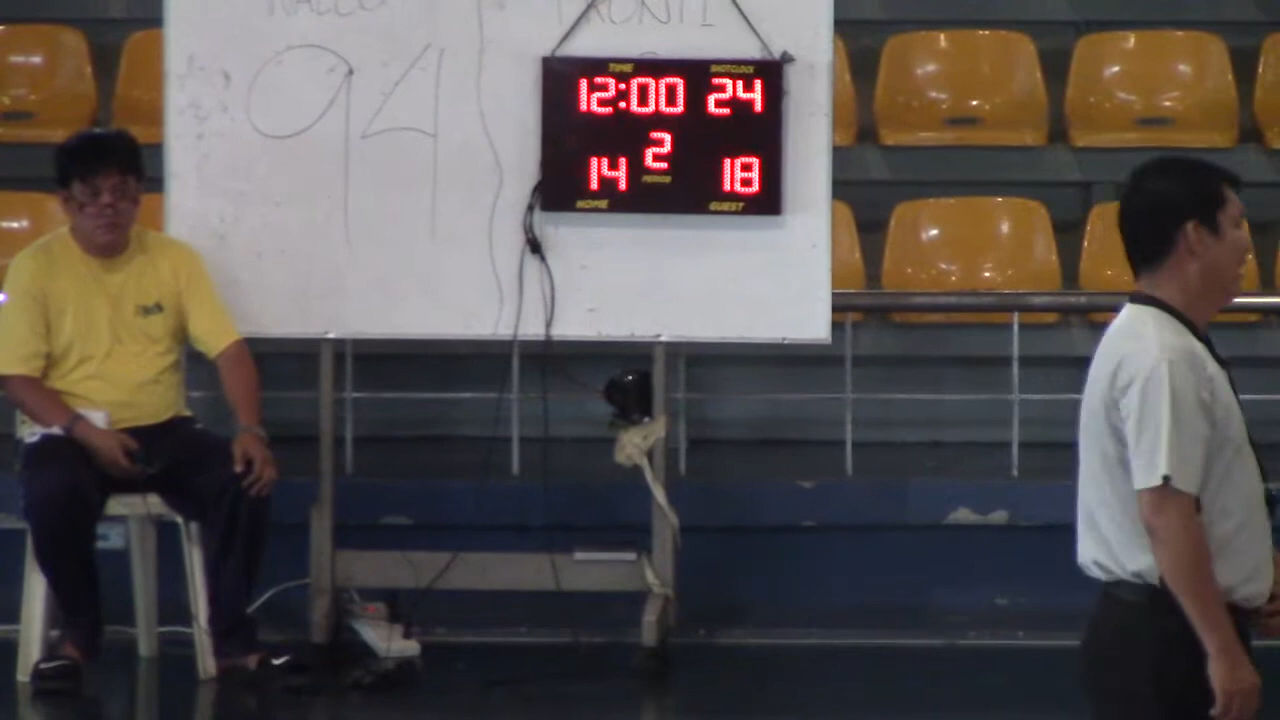 94
TIME SHOTCLOCK
12:00 24
2
14 PERIOD 18
HOME GUEST